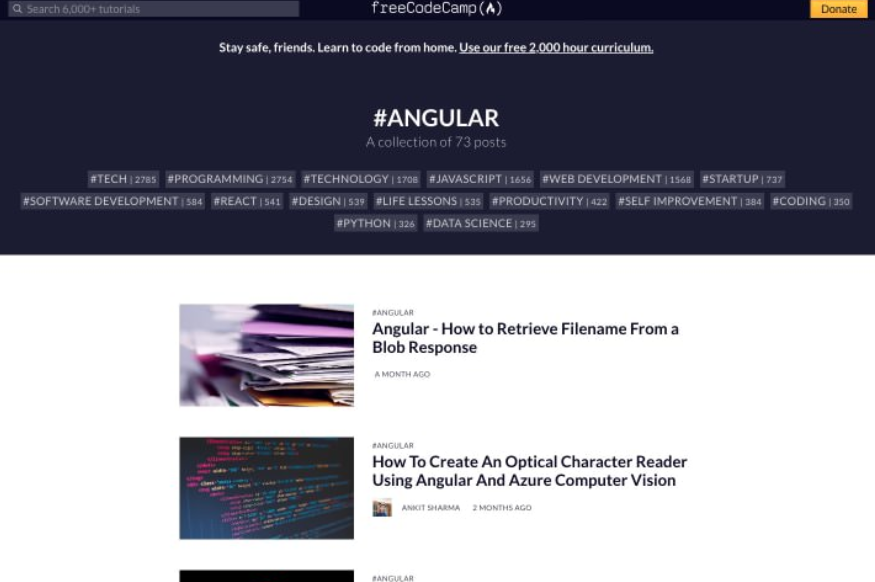 Search 6,000+ tutorials
freeCodeCamp
Donate
Stay safe, friends. Learn to code from home. Use our free 2,000 hour curriculum.
#ANGULAR
A collection of 73 posts
#TECH | 2785 #PROGRAMMING | 2754 #TECHNOLOGY | 1708 #JAVASCRIPT | 1656 #WEB DEVELOPMENT | 1568 #STARTUP | 737
#SOFTWARE DEVELOPMENT | 584 #REACT | 541 #DESIGN | 539 #LIFE LESSONS | 535 #PRODUCTIVITY | 422 #SELF IMPROVEMENT | 384 #CODING | 350
#PYTHON | 326 #DATA SCIENCE | 295
#ANGULAR
Angular - How to Retrieve Filename From a
Blob Response
A MONTH AGO
#ANGULAR
How To Create An Optical Character Reader
Using Angular And Azure Computer Vision
ANKIT SHARMA 2 MONTHS AGO
#ANGULAR